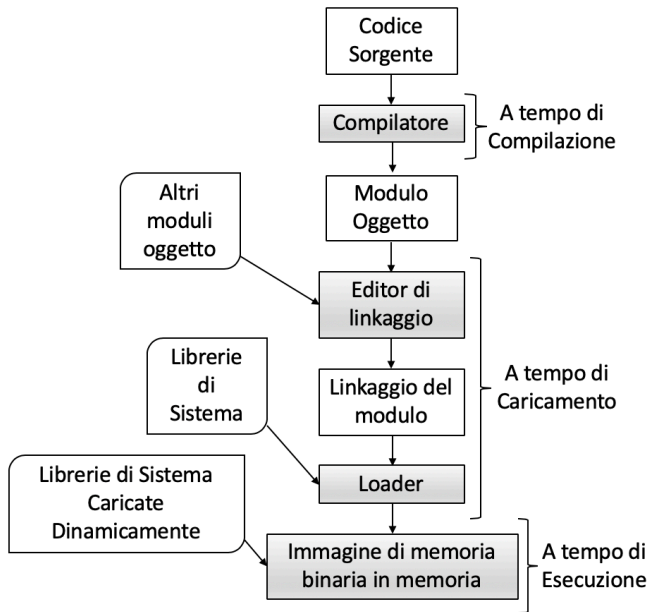 Codice
Sorgente
Compilatore
A tempo di
Compilazione
Altri
moduli
oggetto
Modulo
Oggetto
Editor di
linkaggio
Librerie
di
Sistema
Linkaggio del
modulo
A tempo di
Caricamento
Loader
Librerie di Sistema
Caricate
Dinamicamente
Immagine di memoria
binaria in memoria
A tempo di
Esecuzione